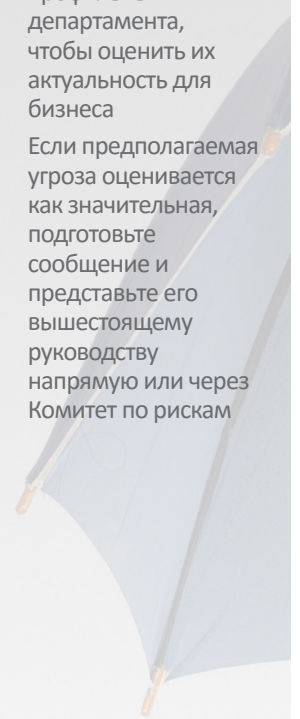 департамента,
чтобы оценить их
актуальность для
бизнеса
Если предполагаемая
угроза оценивается
как значительная,
подготовьте
сообщение и
представьте его
вышестоящему
руководству
напрямую или через
Комитет по рискам